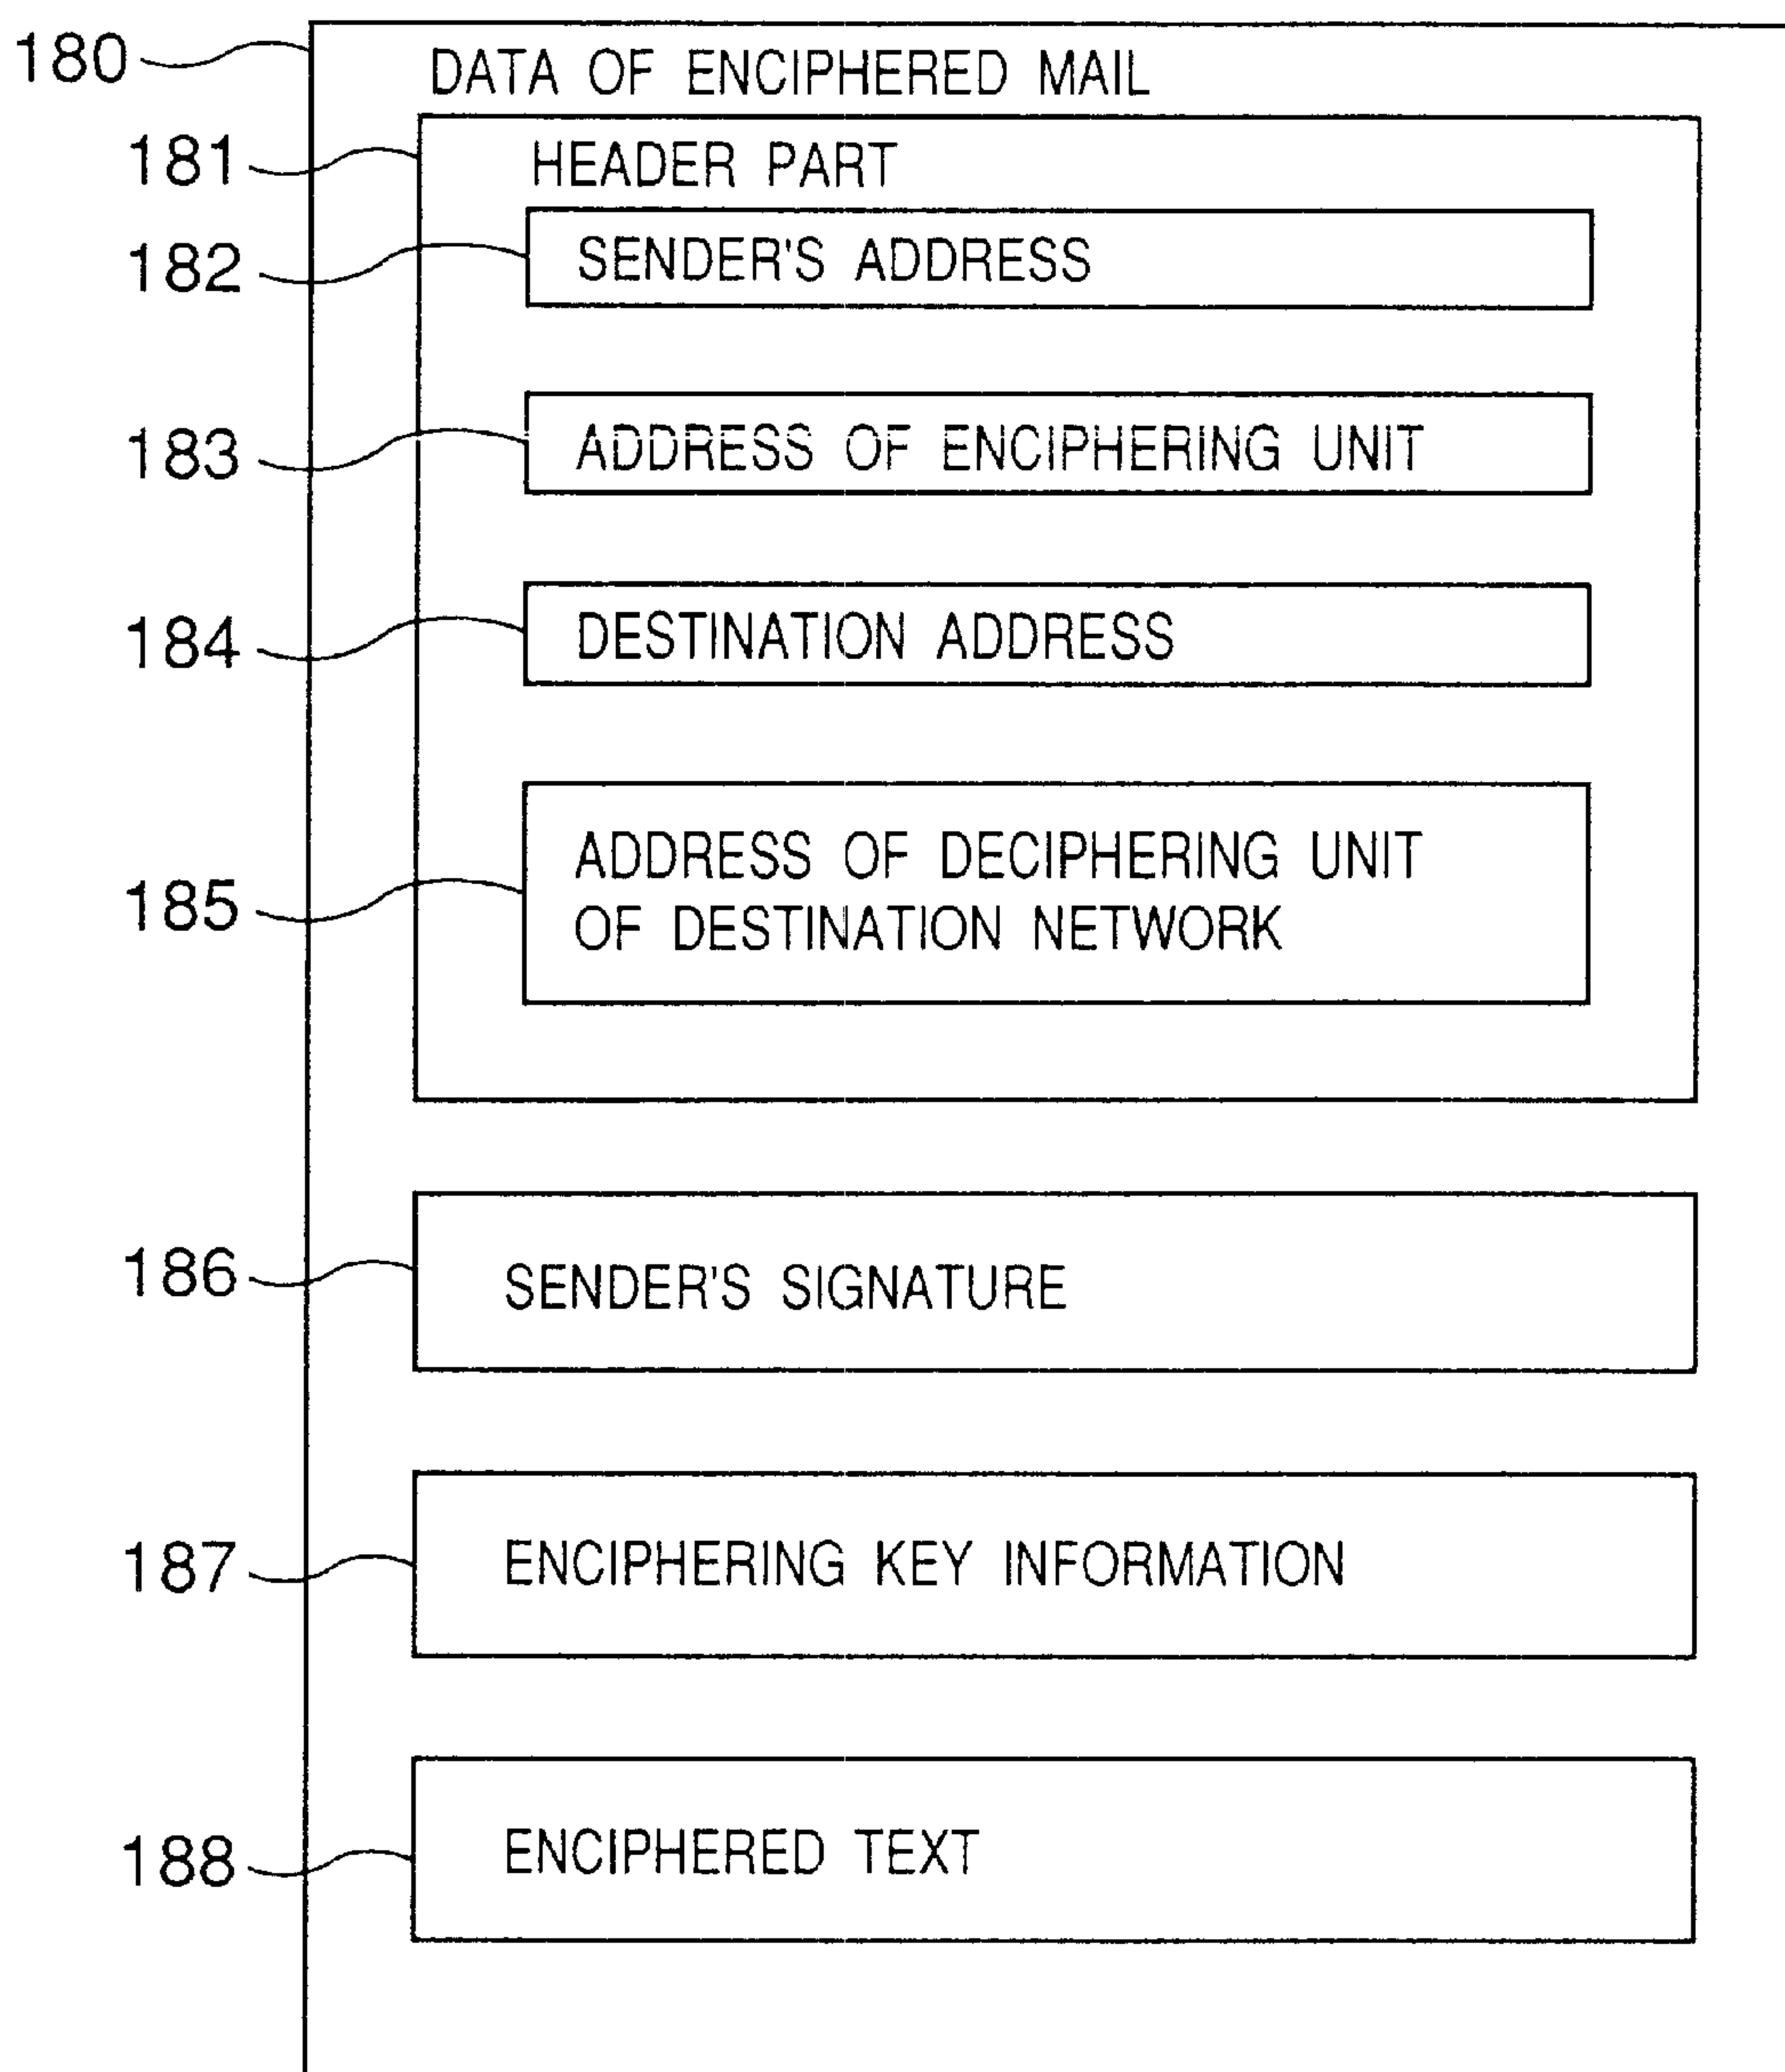 180
DATA OF ENCIPHERED MAIL
181
HEADER PART
182
SENDER'S ADDRESS
183
ADDRESS OF ENCIPHERING UNIT
184
DESTINATION ADDRESS
185
ADDRESS OF DECIPHERING UNIT
OF DESTINATION NETWORK
186
SENDER'S SIGNATURE
187
ENCIPHERING KEY INFORMATION
188
ENCIPHERED TEXT